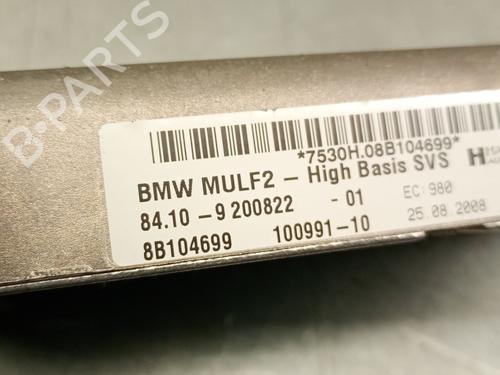 B-PARTS
*7530H.08B104699*
BMW MULF2 - High Basis SVS
84.10 - 9 200822 - 01
EC: 980
8B104699 100991-10
25.08.2008
H